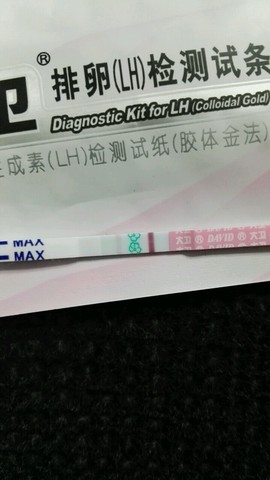 卫® 排卵(LH)检测试条
Diagnostic Kit for LH (Colloidal Gold)
成素(LH)检测试纸(胶体金法)
MAX
MAX
大卫 ® DAVID ® 大卫